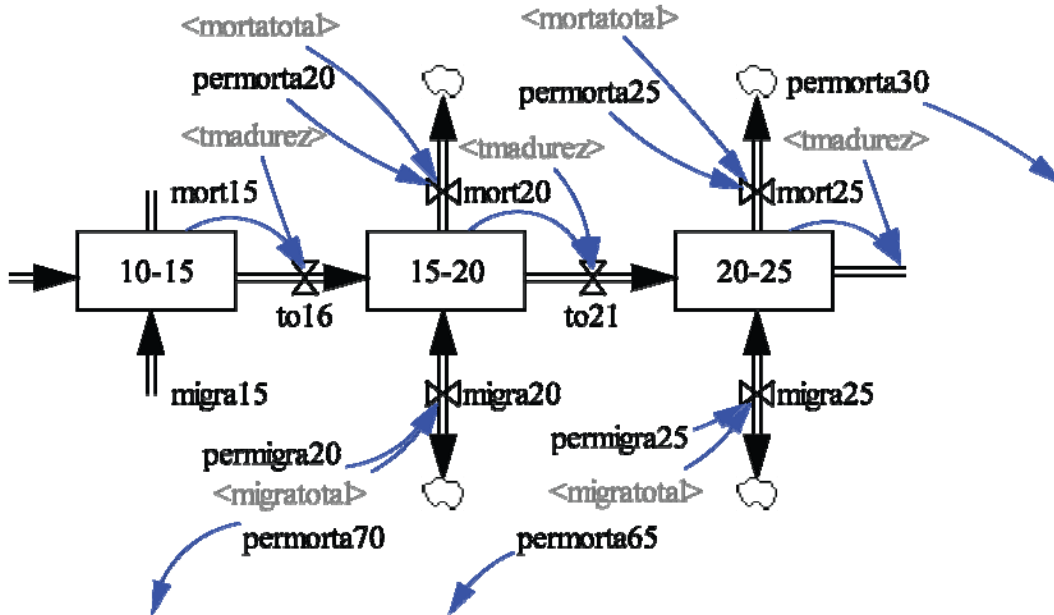 <mortatotal>
<mortatotal>
permorta20
permorta25
permorta30
<tmadurez>
<tmadurez>
<tmadurez>
mort15
mort20
mort25
10-15
15-20
20-25
to16
to21
migra15
migra20
migra25
permigra20
permigra25
<migratotal>
<migratotal>
permorta70
permorta65